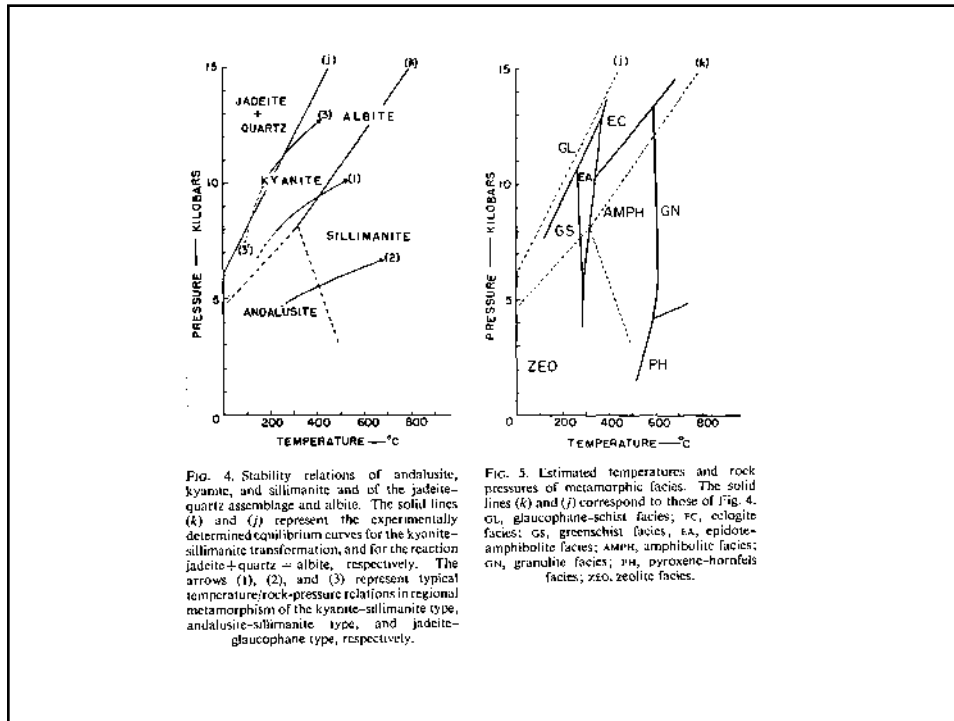 15
10
5
0
PRESSURE — KILOBARS
(j)
(k)
JADEITE
+
QUARTZ
(3)
ALBITE
KYANITE
(1)
(3')
SILLIMANITE
(2)
ANDALUSITE
200
400
600
800
TEMPERATURE —°C
FIG. 4. Stability relations of andalusite,
kyanite, and sillimanite and of the jadeite–
quartz assemblage and albite. The solid lines
(k) and (j) represent the experimentally
determined equilibrium curves for the kyanite–
sillimanite transformation, and for the reaction
jadeite+quartz = albite, respectively. The
arrows (1), (2), and (3) represent typical
temperature/rock-pressure relations in regional
metamorphism of the kyanite–sillimanite type,
andalusite–sillimanite type, and jadeite–
glaucophane type, respectively.
15
10
5
0
PRESSURE — KILOBARS
(j)
(k)
EC
GL
EA
AMPH
GN
GS
ZEO
PH
200
400
600
800
TEMPERATURE —°C
FIG. 5. Estimated temperatures and rock
pressures of metamorphic facies. The solid
lines (k) and (j) correspond to those of Fig. 4.
GL, glaucophane-schist facies; EC, eclogite
facies; GS, greenschist facies, EA, epidote-
amphibolite facies; AMPH, amphibolite facies;
GN, granulite facies; PH, pyroxene-hornfels
facies; ZEO, zeolite facies.